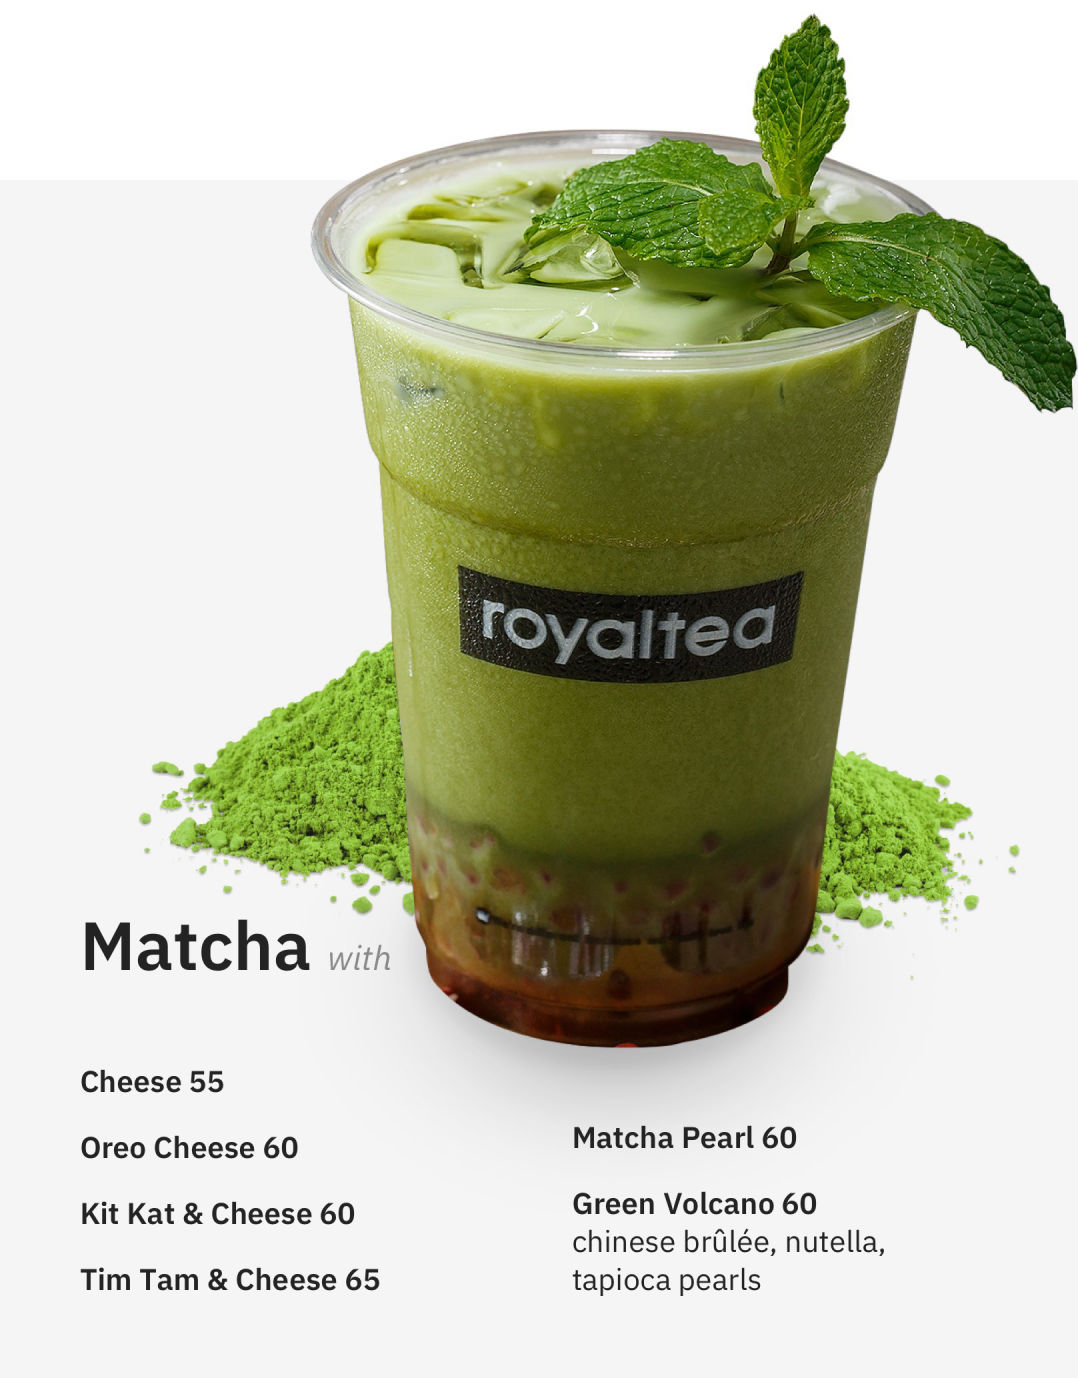 royaltea
Matcha with
Cheese 55
Oreo Cheese 60
Kit Kat & Cheese 60
Tim Tam & Cheese 65
Matcha Pearl 60
Green Volcano 60
chinese brûlée, nutella,
tapioca pearls